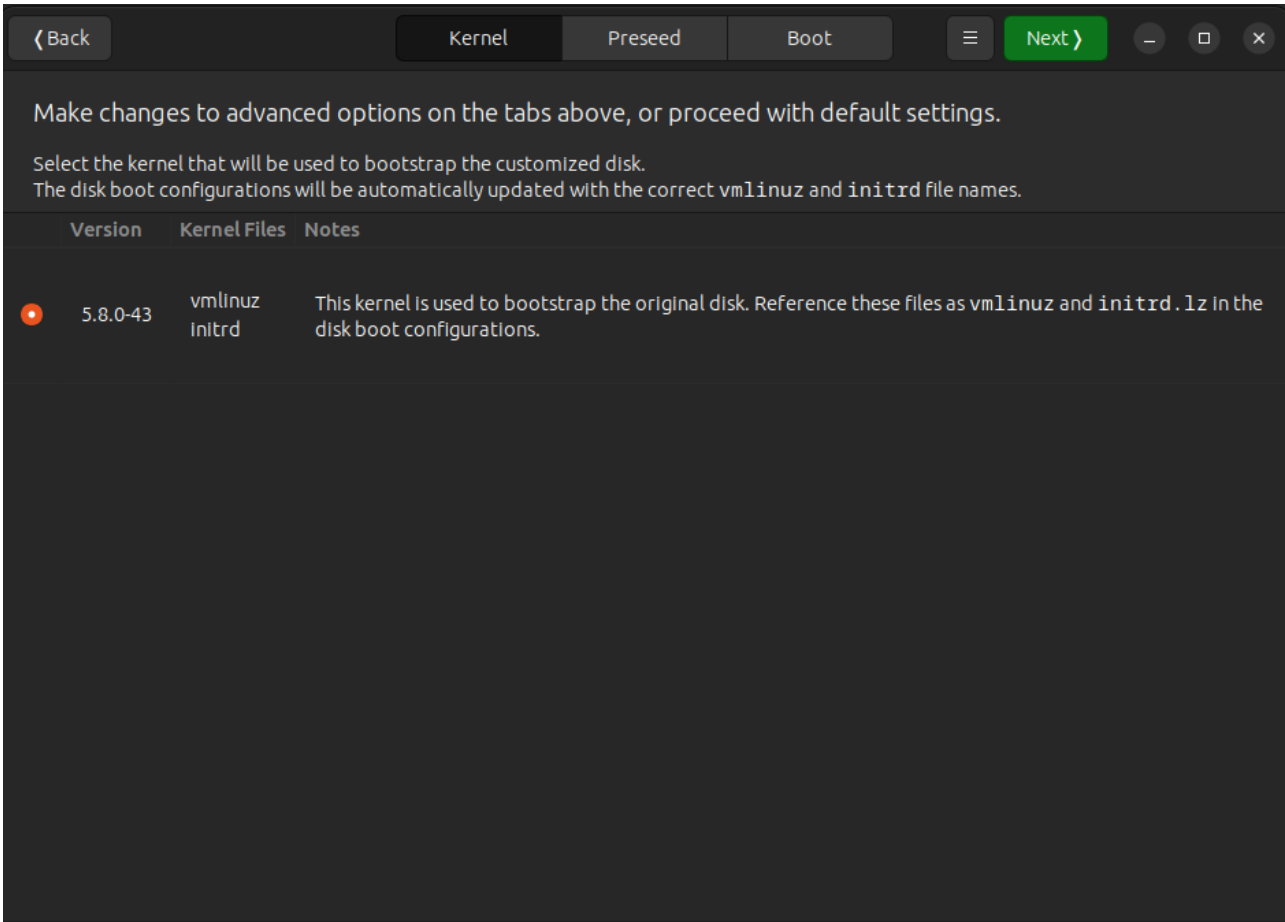 ❬Back
Kernel
Preseed
Boot
Next❭
Make changes to advanced options on the tabs above, or proceed with default settings.
Select the kernel that will be used to bootstrap the customized disk.
The disk boot configurations will be automatically updated with the correct vmlinuz and initrd file names.
Version Kernel Files Notes
5.8.0-43
vmlinuz
initrd
This kernel is used to bootstrap the original disk. Reference these files as vmlinuz and initrd.lz in the
disk boot configurations.